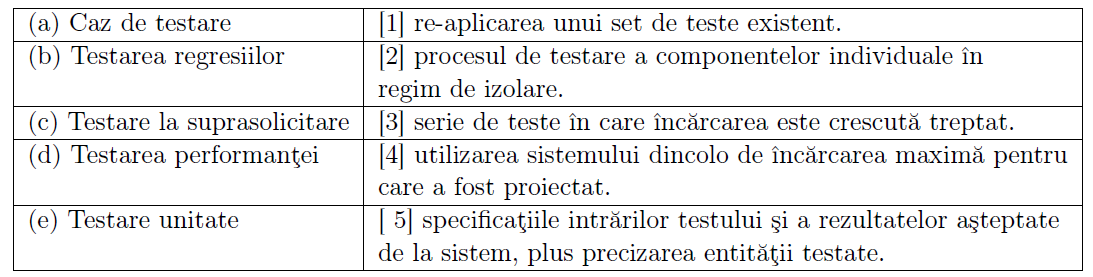 (a) Caz de testare [1] re-aplicarea unui set de teste existent.
(b) Testarea regresiilor [2] procesul de testare a componentelor individuale în
regim de izolare.
(c) Testare la suprasolicitare [3] serie de teste în care încărcarea este crescută treptat.
(d) Testarea performanţei [4] utilizarea sistemului dincolo de încărcarea maximă pentru
care a fost proiectat.
(e) Testare unitate [ 5] specificaţiile intrărilor testului şi a rezultatelor aşteptate
de la sistem, plus precizarea entităţii testate.